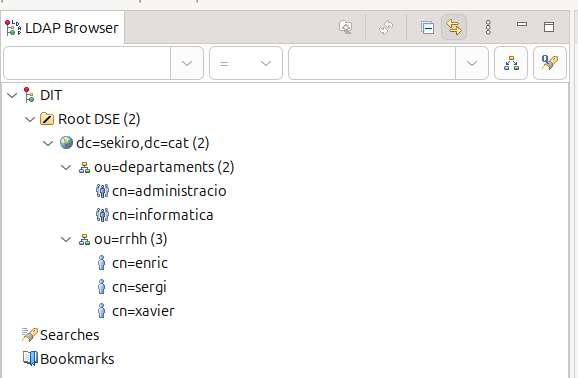 LDAP Browser
=
DIT
Root DSE (2)
dc=sekiro,dc=cat (2)
ou=departaments (2)
cn=administracio
cn=informatica
ou=rrhh (3)
cn=enric
cn=sergi
cn=xavier
Searches
Bookmarks